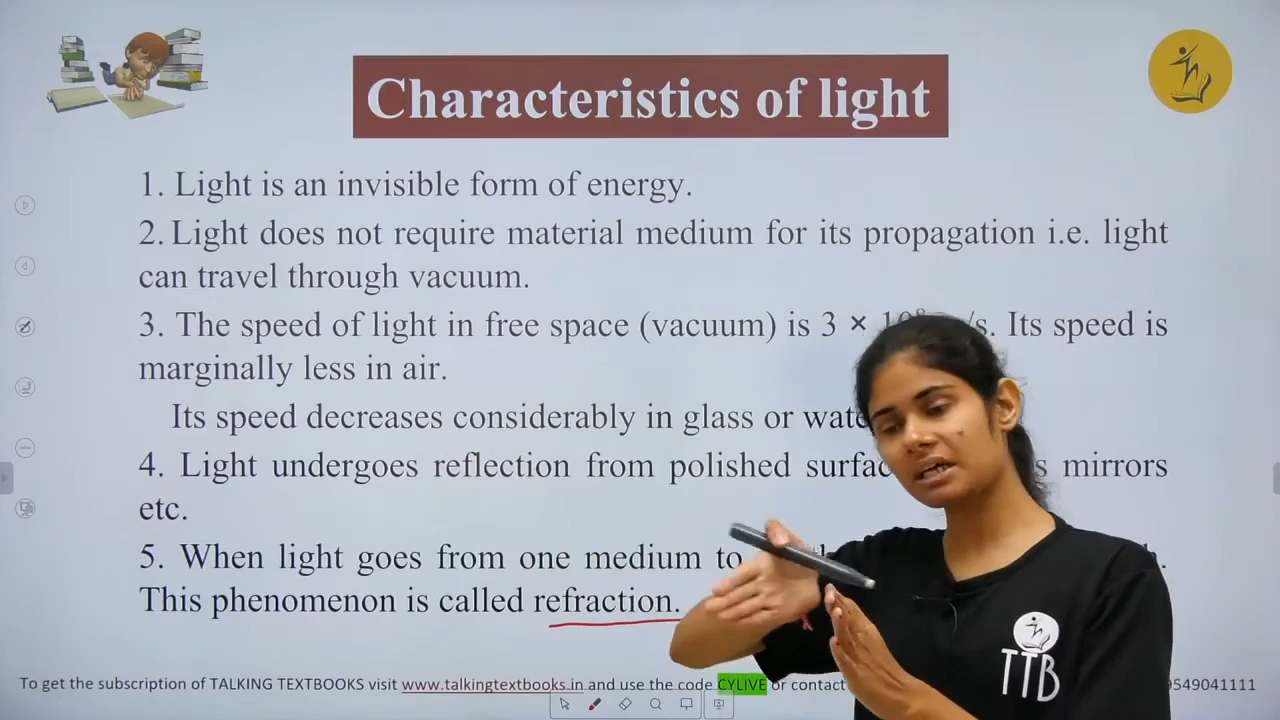 Characteristics of light
1. Light is an invisible form of energy.
2. Light does not require material medium for its propagation i.e. light
can travel through vacuum.
3. The speed of light in free space (vacuum) is 3 × /s. Its speed is
marginally less in air.
Its speed decreases considerably in glass or
4. Light undergoes reflection from polished mirrors
etc.
5. When light goes from one medium to
This phenomenon is called refraction.
TTB
To get the subscription of TALKING TEXTBOOKS visit www.talkingtextbooks.in and use the code CYLIVE or contact 9549041111